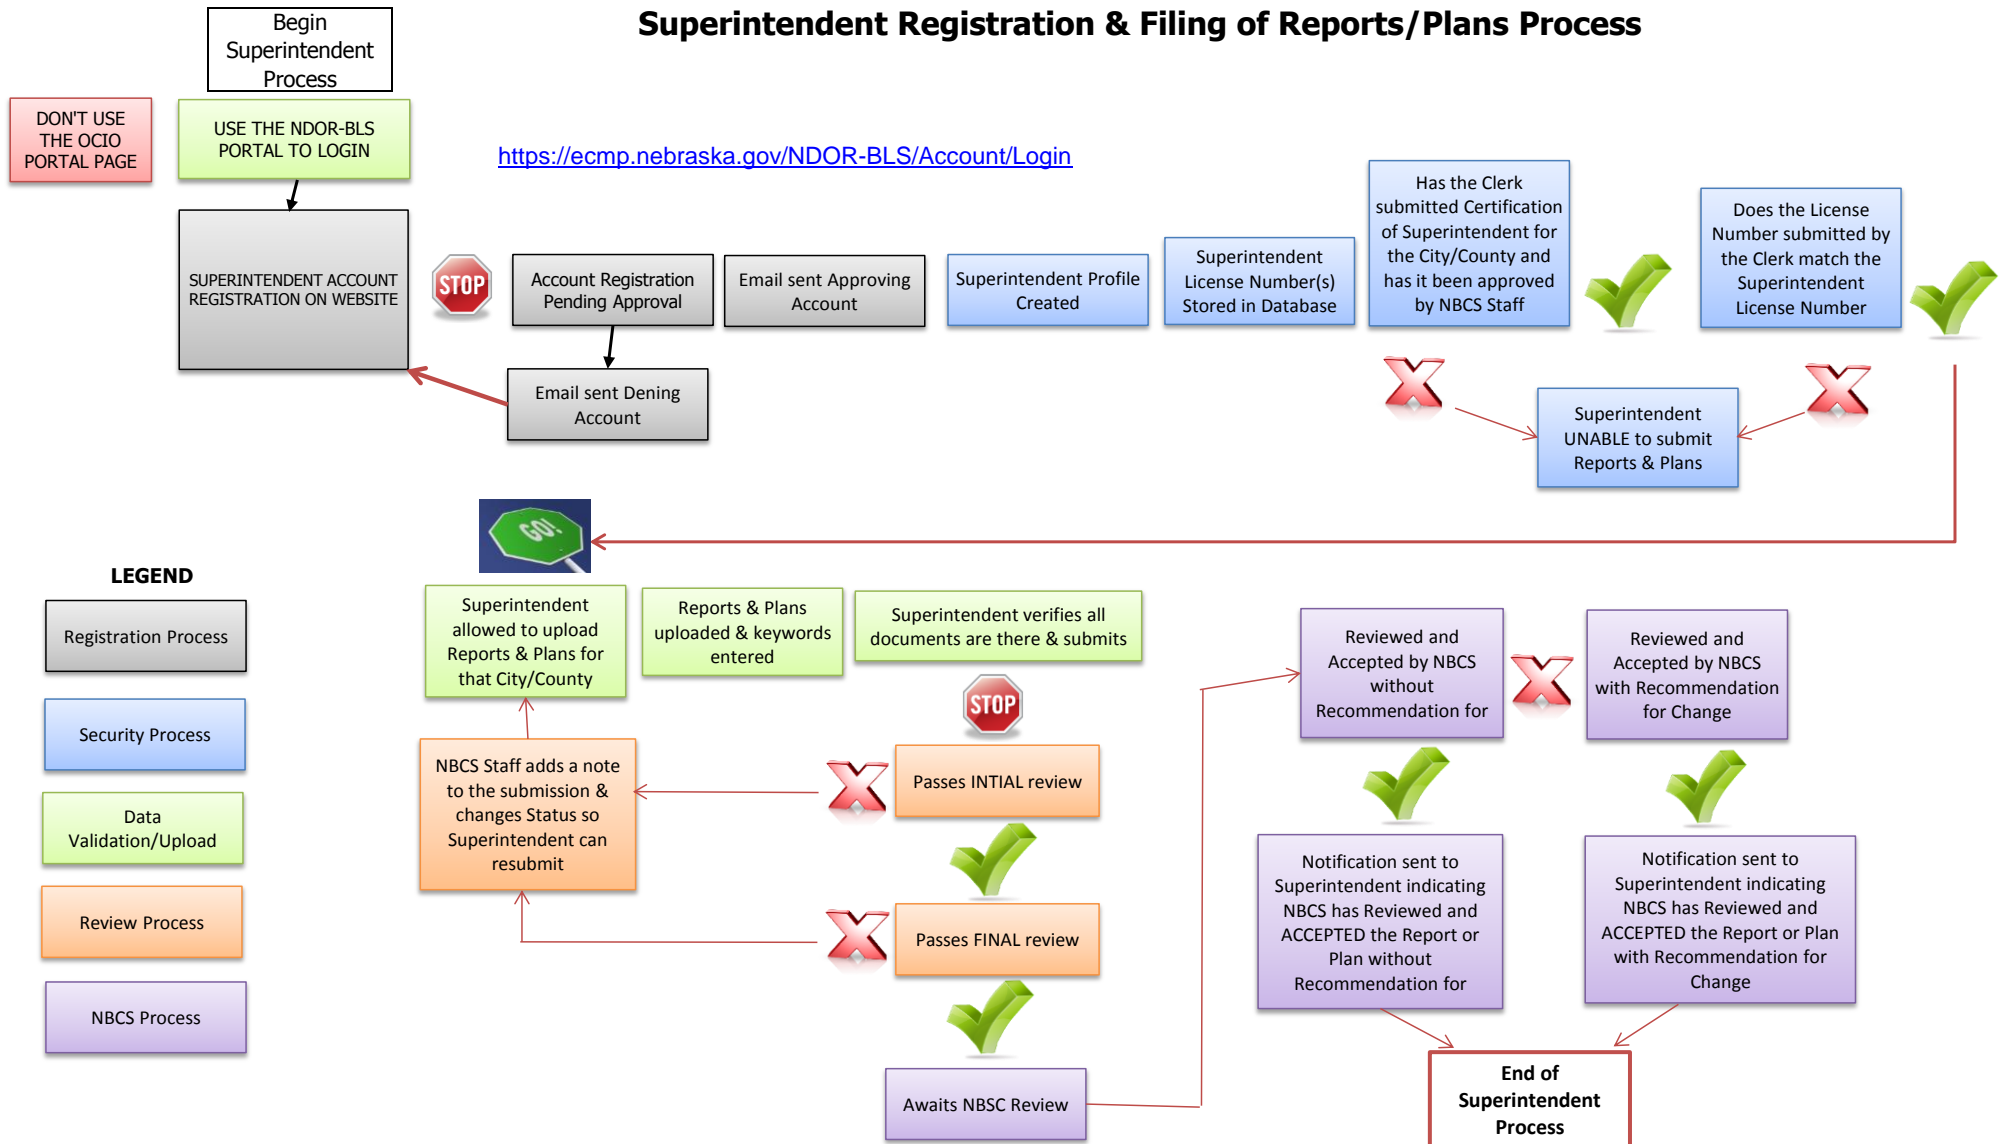 Superintendent Registration & Filing of Reports/Plans Process
Begin
Superintendent
Process
DON'T USE
THE OCIO
PORTAL PAGE
USE THE NDOR-BLS
PORTAL TO LOGIN
https://ecmp.nebraska.gov/NDOR-BLS/Account/Login
SUPERINTENDENT ACCOUNT
REGISTRATION ON WEBSITE
STOP
Account Registration
Pending Approval
Email sent Approving
Account
Email sent Dening
Account
Superintendent Profile
Created
Superintendent
License Number(s)
Stored in Database
Has the Clerk
submitted Certification
of Superintendent for
the City/County and
has it been approved
by NBCS Staff
Does the License
Number submitted by
the Clerk match the
Superintendent
License Number
Superintendent
UNABLE to submit
Reports & Plans
GO!
LEGEND
Registration Process
Security Process
Data
Validation/Upload
Review Process
NBCS Process
Superintendent
allowed to upload
Reports & Plans for
that City/County
Reports & Plans
uploaded & keywords
entered
Superintendent verifies all
documents are there & submits
STOP
NBCS Staff adds a note
to the submission &
changes Status so
Superintendent can
resubmit
Passes INTIAL review
Passes FINAL review
Awaits NBSC Review
Reviewed and
Accepted by NBCS
without
Recommendation for
Reviewed and
Accepted by NBCS
with Recommendation
for Change
Notification sent to
Superintendent indicating
NBCS has Reviewed and
ACCEPTED the Report or
Plan without
Recommendation for
Notification sent to
Superintendent indicating
NBCS has Reviewed and
ACCEPTED the Report or Plan
with Recommendation for
Change
End of
Superintendent
Process